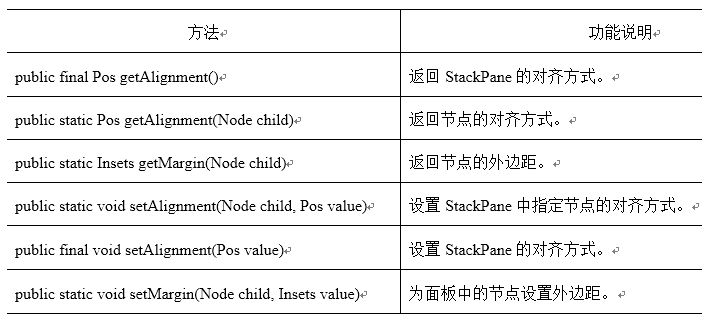 方法 功能说明
public final Pos getAlignment() 返回 StackPane 的对齐方式。
public static Pos getAlignment(Node child) 返回节点的对齐方式。
public static Insets getMargin(Node child) 返回节点的外边距。
public static void setAlignment(Node child, Pos value) 设置 StackPane 中指定节点的对齐方式。
public final void setAlignment(Pos value) 设置 StackPane 的对齐方式。
public static void setMargin(Node child, Insets value) 为面板中的节点设置外边距。